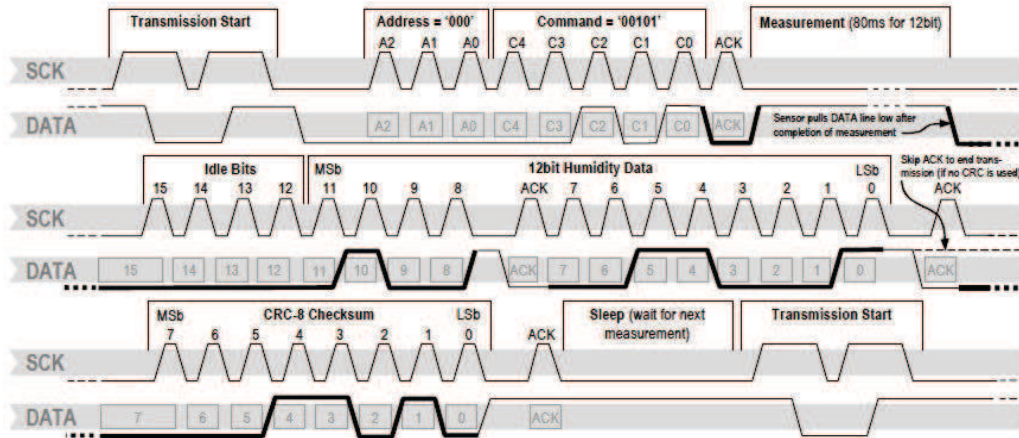 Transmission Start Address = ‘000’ Command = ‘00101’ Measurement (80ms for 12bit)
A2 A1 A0 C4 C3 C2 C1 C0 ACK
SCK
DATA A2 A1 A0 C4 C3 C2 C1 C0 ACK
Sensor pulls DATA line low after
completion of measurement
Idle Bits MSb 12bit Humidity Data LSb
Skip ACK to end trans-
mission (if no CRC is used)
15 14 13 12 11 10 9 8 ACK 7 6 5 4 3 2 1 0 ACK
SCK
DATA 15 14 13 12 11 10 9 8 ACK 7 6 5 4 3 2 1 0 ACK
MSb CRC-8 Checksum LSb Sleep (wait for next
measurement)
Transmission Start
7 6 5 4 3 2 1 0 ACK
SCK
DATA 7 6 5 4 3 2 1 0 ACK